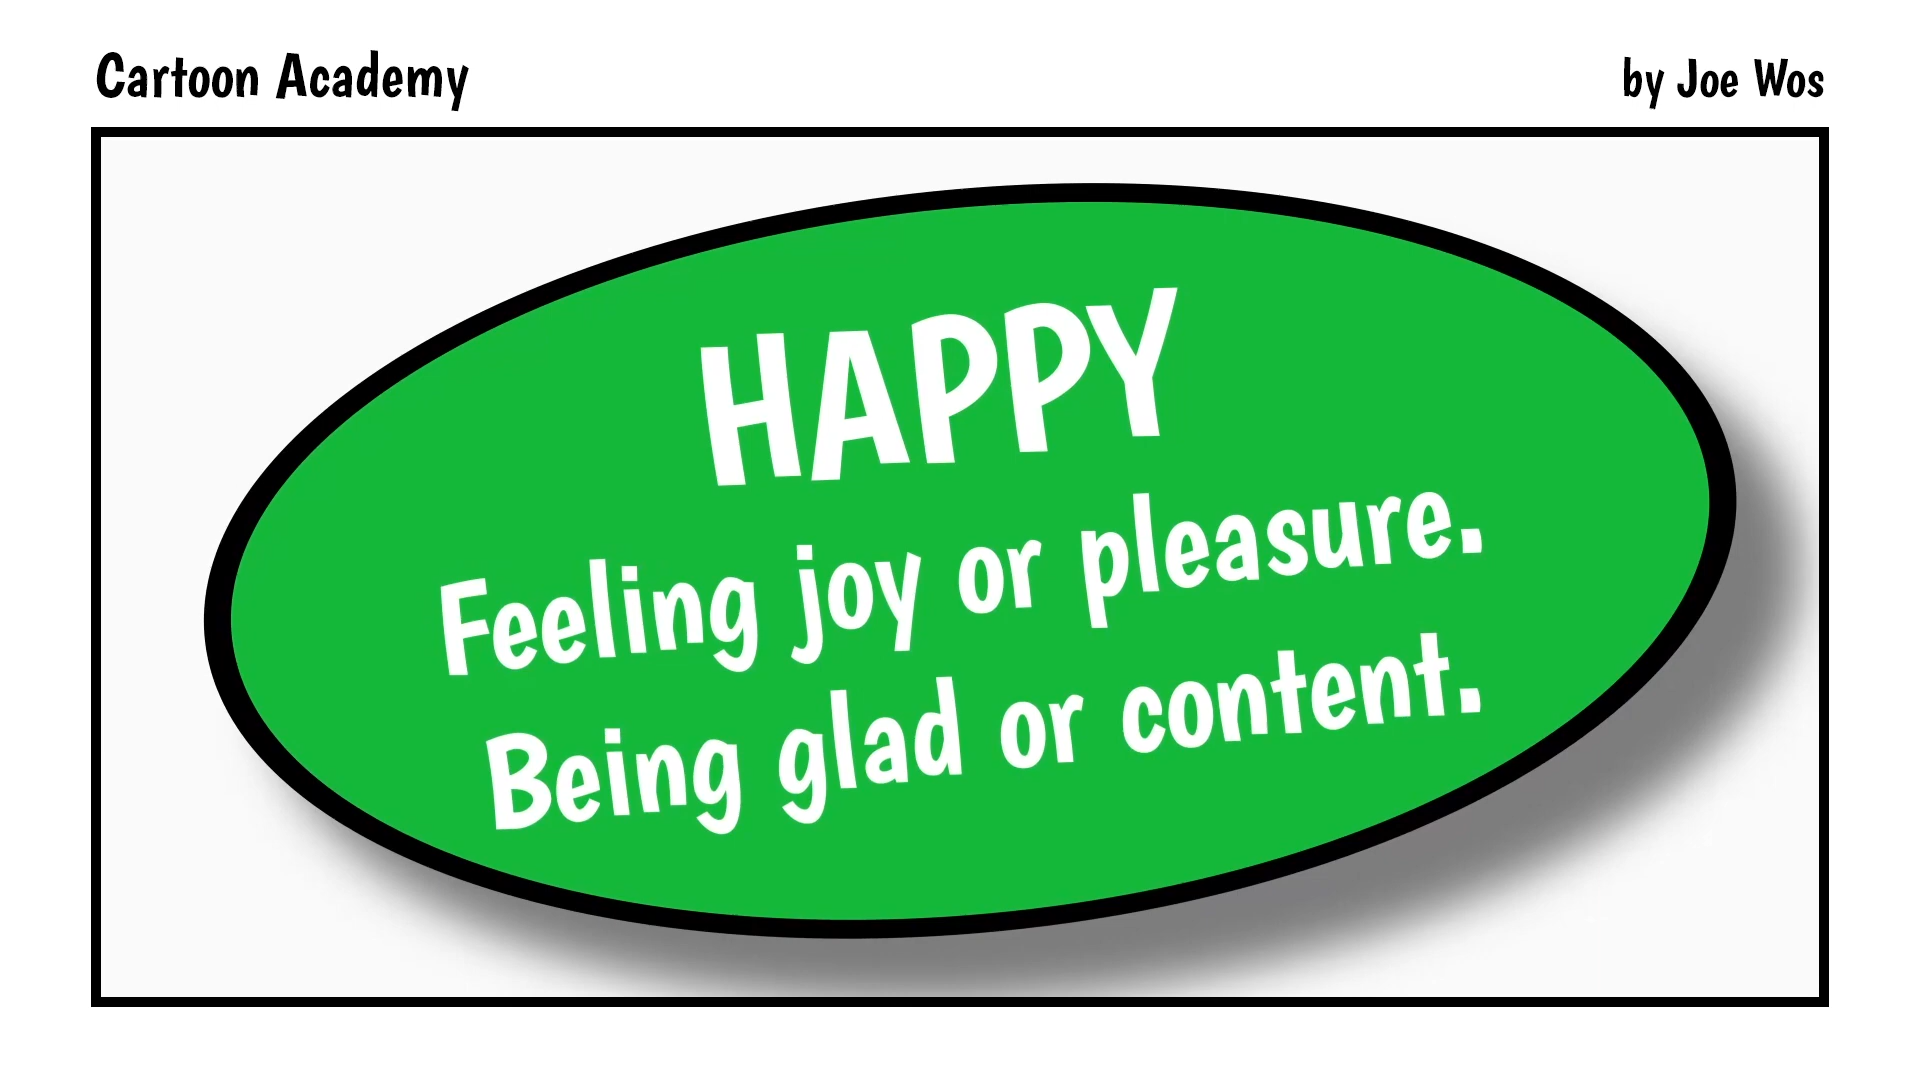 Cartoon Academy
by Joe Wos
HAPPY
Feeling joy or pleasure.
Being glad or content.